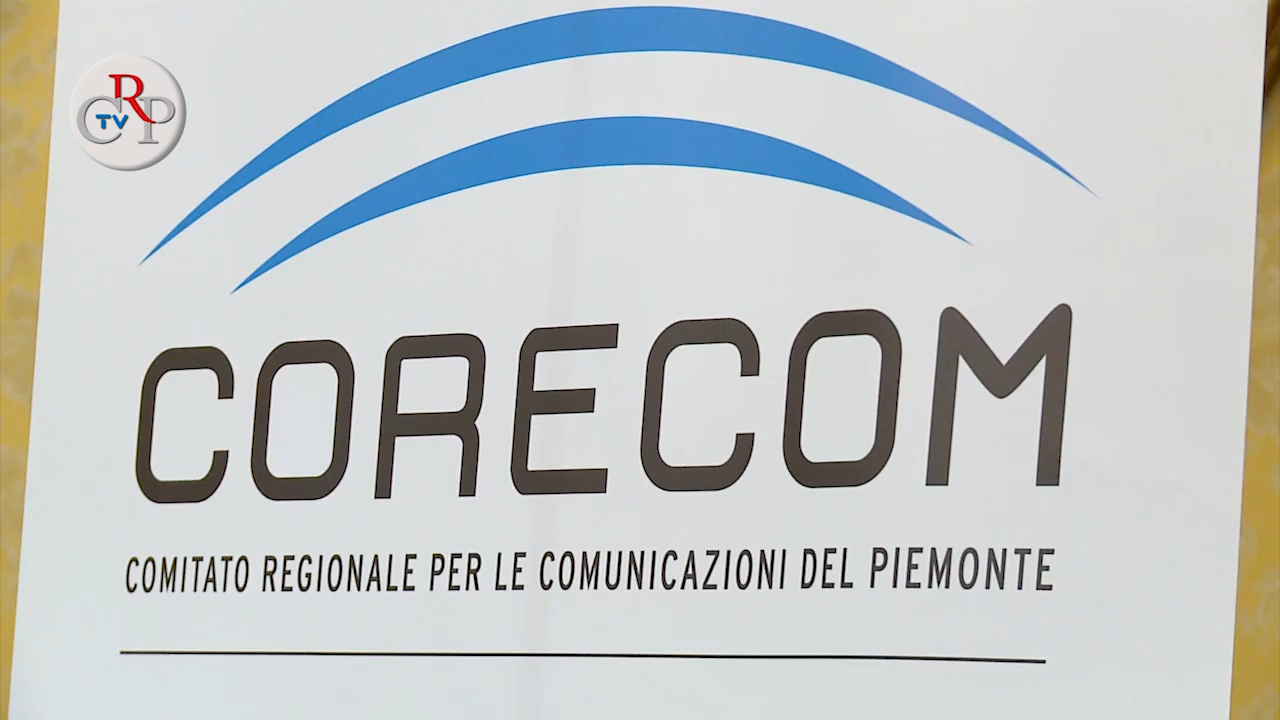 CRP
TV
CORECOM
COMITATO REGIONALE PER LE COMUNICAZIONI DEL PIEMONTE